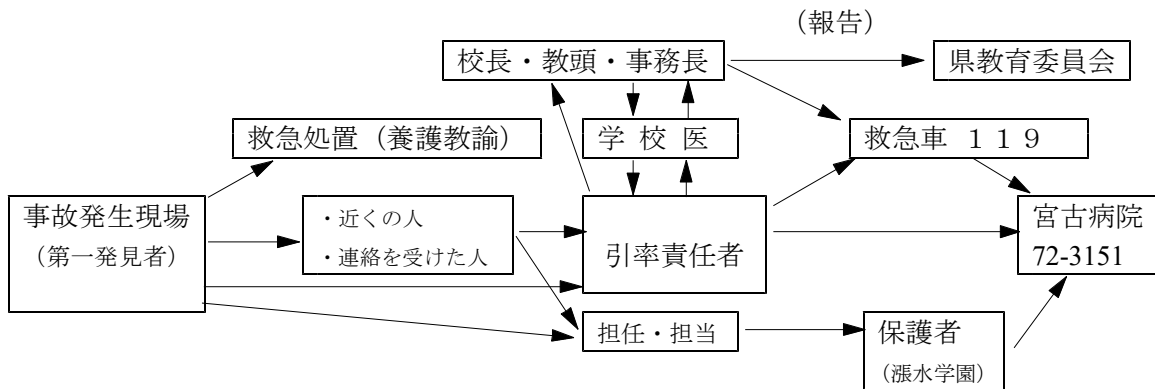 （報告）
校長・教頭・事務長
県教育委員会
救急処置（養護教諭）
学 校 医
救急車 １１９
事故発生現場
（第一発見者）
・近くの人
・連絡を受けた人
引率責任者
宮古病院
72-3151
担任・担当
保護者
（漲水学園）